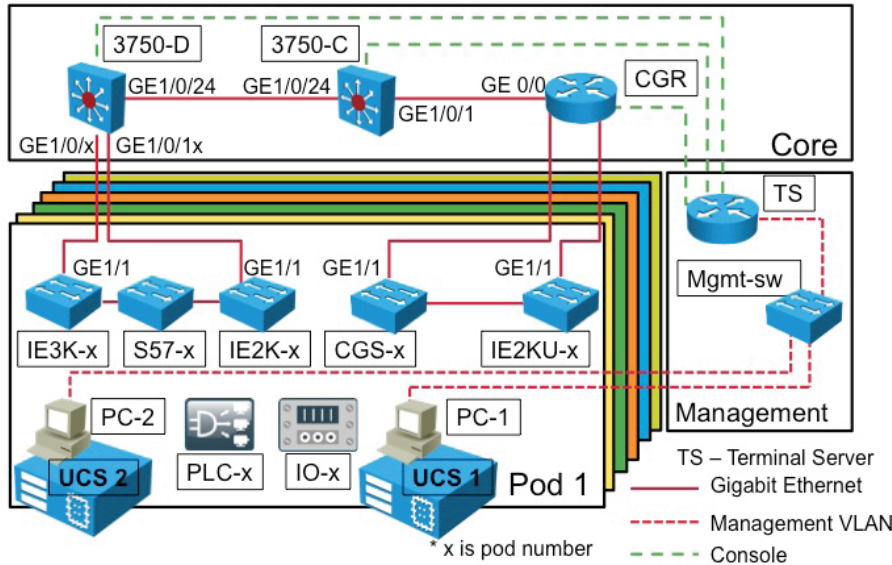 3750-D
3750-C
CGR
GE1/0/24
GE1/0/24
GE 0/0
GE1/0/1
GE1/0/x
GE1/0/1x
Core
TS
GE1/1
GE1/1
GE1/1
GE1/1
Mgmt-sw
IE3K-x
S57-x
IE2K-x
CGS-x
IE2KU-x
PC-2
PC-1
Management
PLC-x
IO-x
UCS 2
UCS 1
Pod 1
TS – Terminal Server
Gigabit Ethernet
Management VLAN
* x is pod number
Console